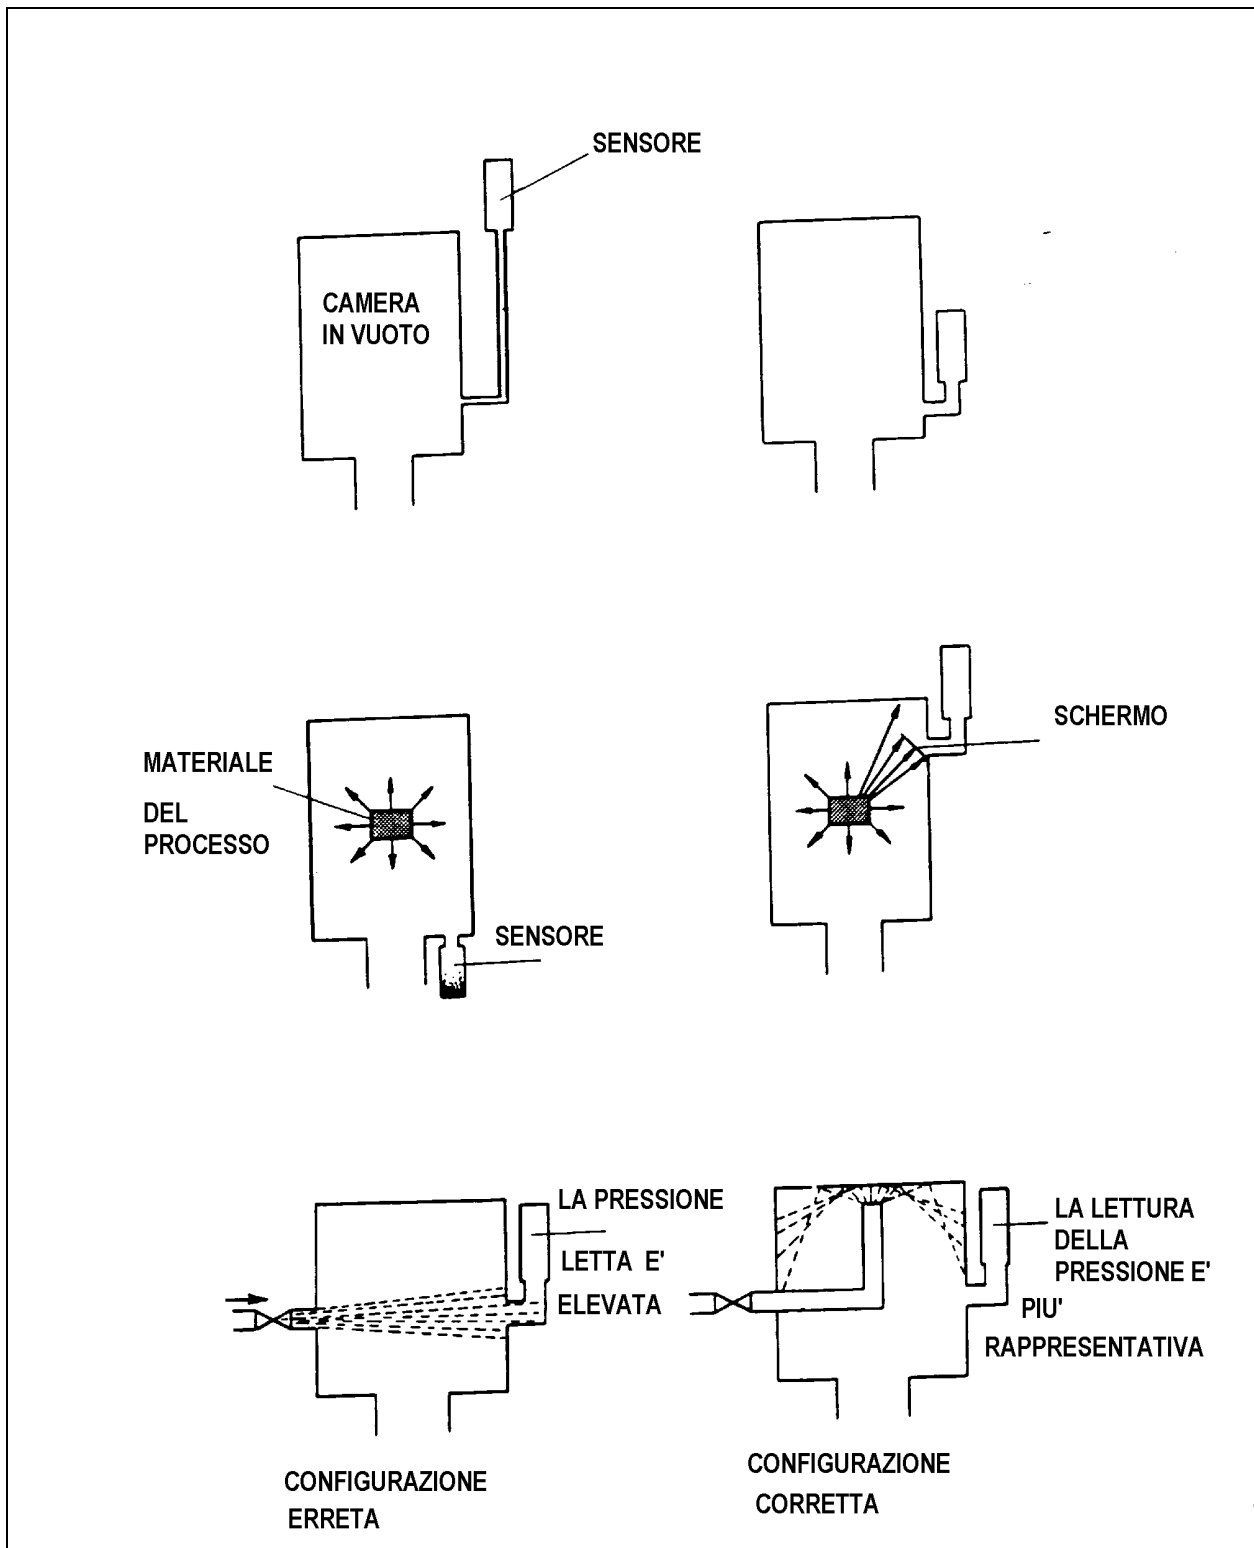 SENSORE
CAMERA
IN VUOTO
MATERIALE
DEL
PROCESSO
SENSORE
SCHERMO
LA PRESSIONE
LETTA E'
ELEVATA
LA LETTURA
DELLA
PRESSIONE E'
PIU'
RAPPRESENTATIVA
CONFIGURAZIONE
ERRETA
CONFIGURAZIONE
CORRETTA